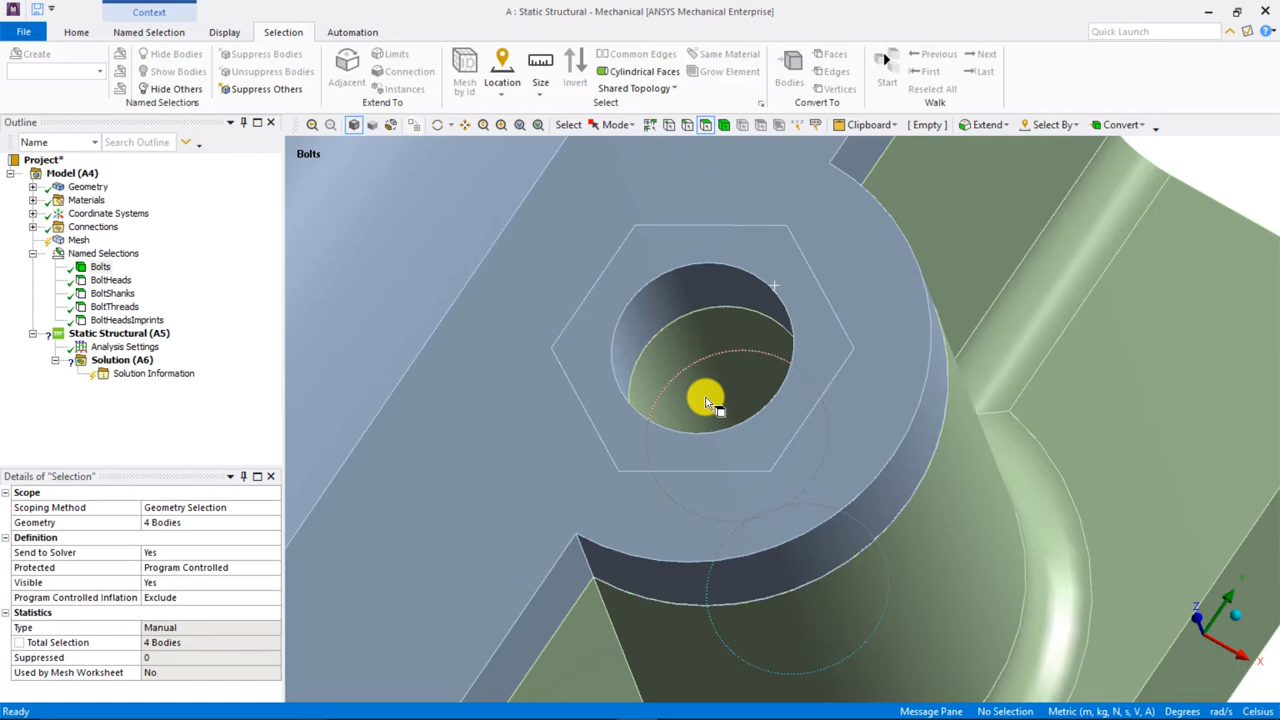 Context
A : Static Structural - Mechanical [ANSYS Mechanical Enterprise]
File
Home
Named Selection
Display
Selection
Automation
Quick Launch
Create
Hide Bodies
Show Bodies
Hide Others
Suppress Bodies
Unsuppress Bodies
Suppress Others
Named Selections
Adjacent
Limits
Connection
Instances
Extend To
Mesh by Id
Location
Size
Invert
Common Edges
Cylindrical Faces
Shared Topology
Same Material
Grow Element
Select
Bodies
Faces
Edges
Vertices
Convert To
Start
Previous
Next
First
Last
Reselect All
Walk
Outline
Name
Search Outline
Select
Mode
Clipboard
[ Empty ]
Extend
Select By
Convert
Project*
Model (A4)
Geometry
Materials
Coordinate Systems
Connections
Mesh
Named Selections
Bolts
BoltHeads
BoltShanks
BoltThreads
BoltHeadsImprints
Static Structural (A5)
Analysis Settings
Solution (A6)
Solution Information
Bolts
Details of "Selection"
Scope
Scoping Method Geometry Selection
Geometry 4 Bodies
Definition
Send to Solver Yes
Protected Program Controlled
Visible Yes
Program Controlled Inflation Exclude
Statistics
Type Manual
Total Selection 4 Bodies
Suppressed 0
Used by Mesh Worksheet No
Y
Z
X
Ready
Message Pane
No Selection
Metric (m, kg, N, s, V, A)
Degrees
rad/s
Celsius